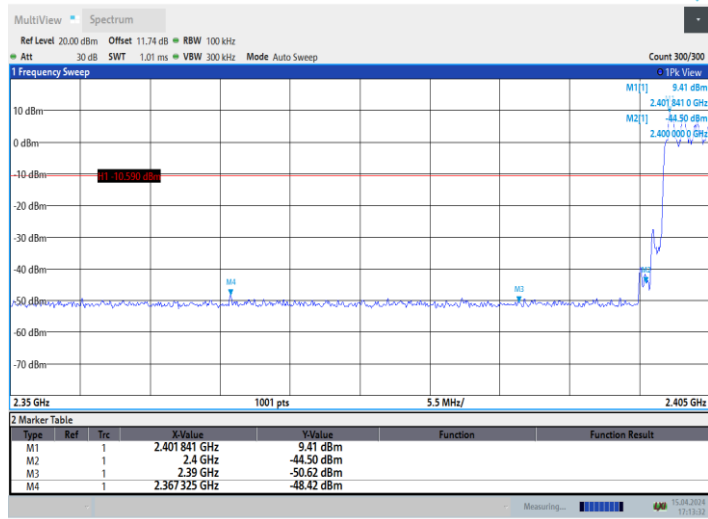 MultiView Spectrum
Ref Level 20.00 dBm Offset 11.74 dB RBW 100 kHz
Att 30 dB SWT 1.01 ms VBW 300 kHz Mode Auto Sweep Count 300/300
1 Frequency Sweep 1Pk View
M1[1] 9.41 dBm
2.401 841 0 GHz
10 dBm
M2[1] -44.50 dBm
2.400 000 0 GHz
0 dBm
-10 dBm
H1 -10.590 dBm
-20 dBm
-30 dBm
-40 dBm
M2
M4
M3
-50 dBm
-60 dBm
-70 dBm
2.35 GHz 1001 pts 5.5 MHz/ 2.405 GHz
2 Marker Table
Type Ref Trc X-Value Y-Value Function Function Result
M1 1 2.401 841 GHz 9.41 dBm
M2 1 2.4 GHz -44.50 dBm
M3 1 2.39 GHz -50.62 dBm
M4 1 2.367 325 GHz -48.42 dBm
Measuring... 15.04.2024
17:13:32